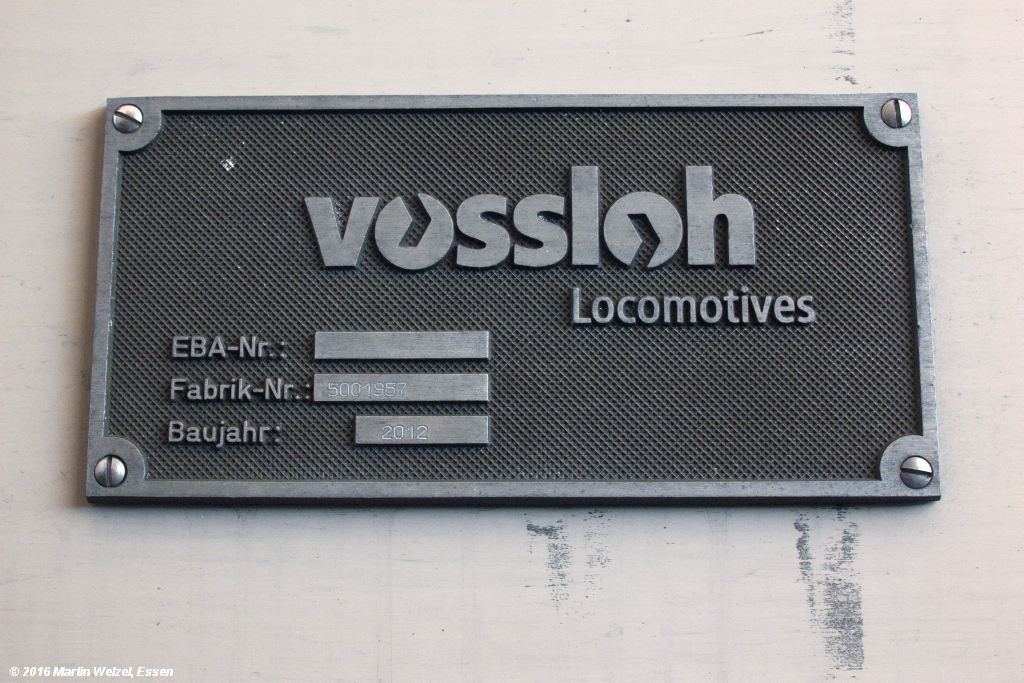 vossloh
Locomotives
EBA-Nr.:
Fabrik-Nr.: 5001957
Baujahr: 2012
© 2016 Martin Welzel, Essen